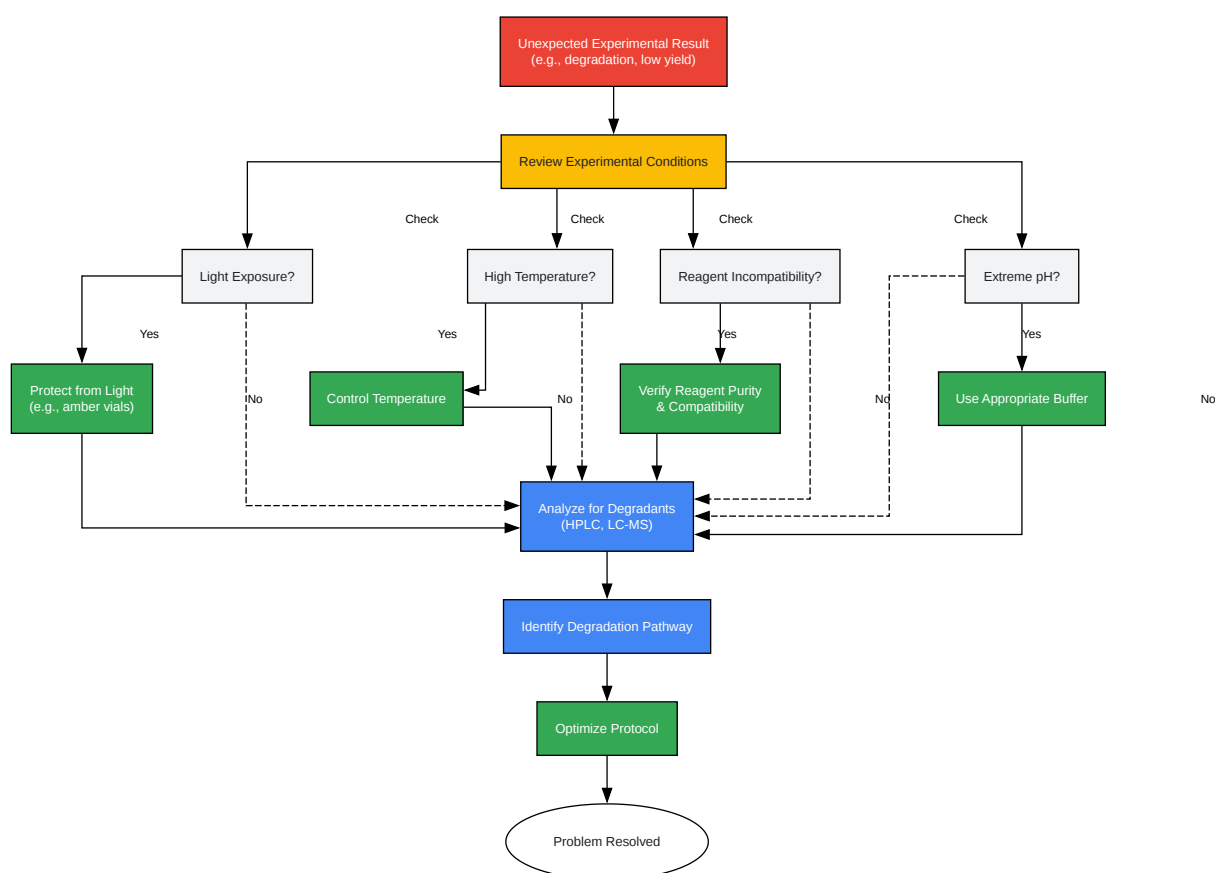 Unexpected Experimental Result
(e.g., degradation, low yield)
Review Experimental Conditions
Check
Check
Check
Check
Light Exposure?
High Temperature?
Reagent Incompatibility?
Extreme pH?
Yes
Yes
Yes
Yes
Protect from Light
(e.g., amber vials)
No
Control Temperature
No
Verify Reagent Purity
& Compatibility
No
Use Appropriate Buffer
No
Analyze for Degradants
(HPLC, LC-MS)
Identify Degradation Pathway
Optimize Protocol
Problem Resolved